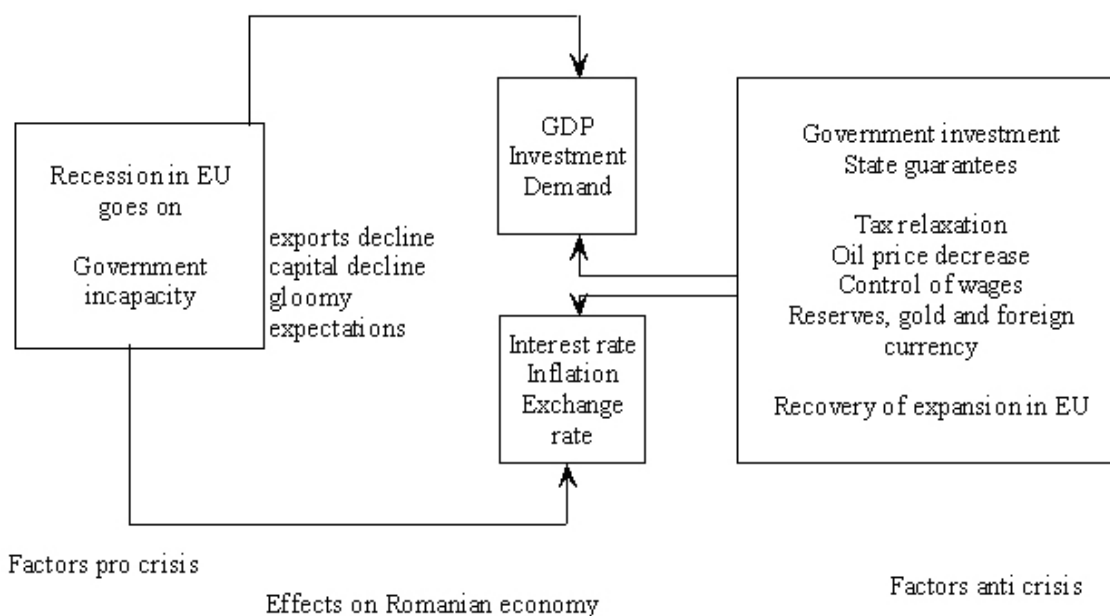 Recession in EU
goes on
Government
incapacity
exports decline
capital decline
gloomy
expectations
GDP
Investment
Demand
Interest rate
Inflation
Exchange
rate
Government investment
State guarantees
Tax relaxation
Oil price decrease
Control of wages
Reserves, gold and foreign
currency
Recovery of expansion in EU
Factors pro crisis
Effects on Romanian economy
Factors anti crisis